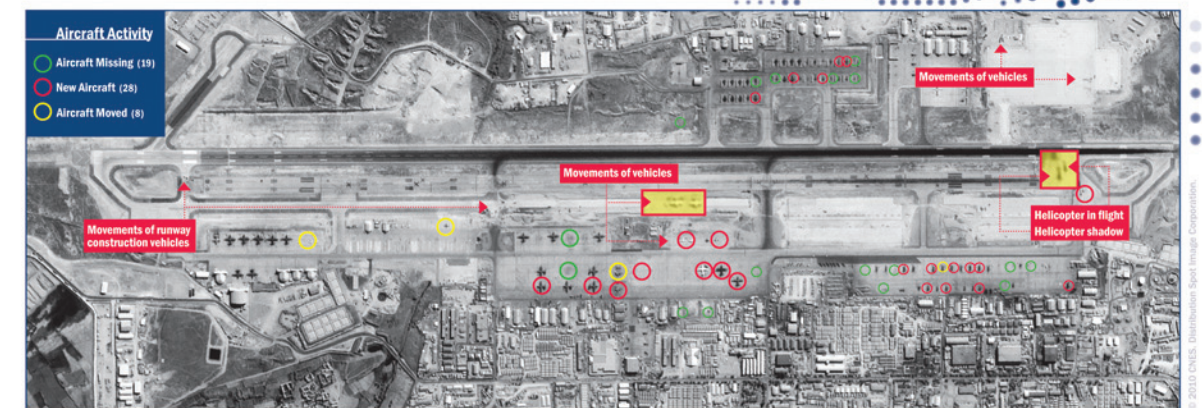 Aircraft Activity
Aircraft Missing (19)
New Aircraft (28)
Aircraft Moved (8)
Movements of vehicles
Movements of vehicles
Movements of runway
construction vehicles
Helicopter in flight
Helicopter shadow
© 2010 CNES, Distribution Spot Image Corporation.